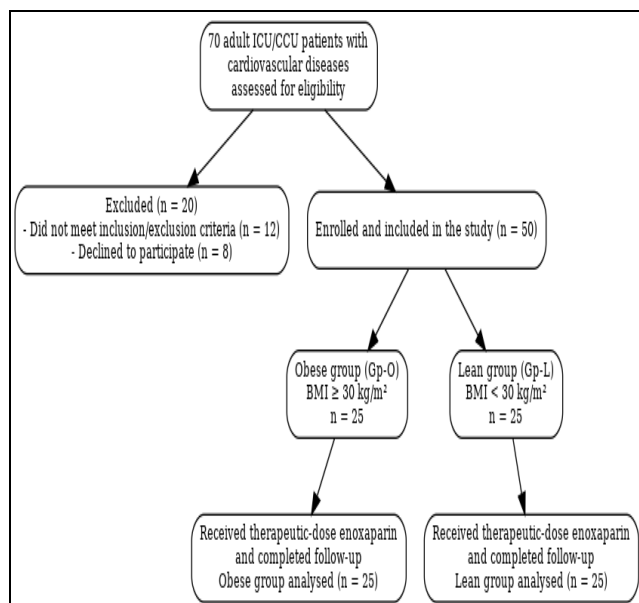 70 adult ICU/CCU patients with
cardiovascular diseases
assessed for eligibility
Excluded (n = 20)
- Did not meet inclusion/exclusion criteria (n = 12)
- Declined to participate (n = 8)
Enrolled and included in the study (n = 50)
Obese group (Gp-O)
BMI ≥ 30 kg/m²
n = 25
Lean group (Gp-L)
BMI < 30 kg/m²
n = 25
Received therapeutic-dose enoxaparin
and completed follow-up
Obese group analysed (n = 25)
Received therapeutic-dose enoxaparin
and completed follow-up
Lean group analysed (n = 25)